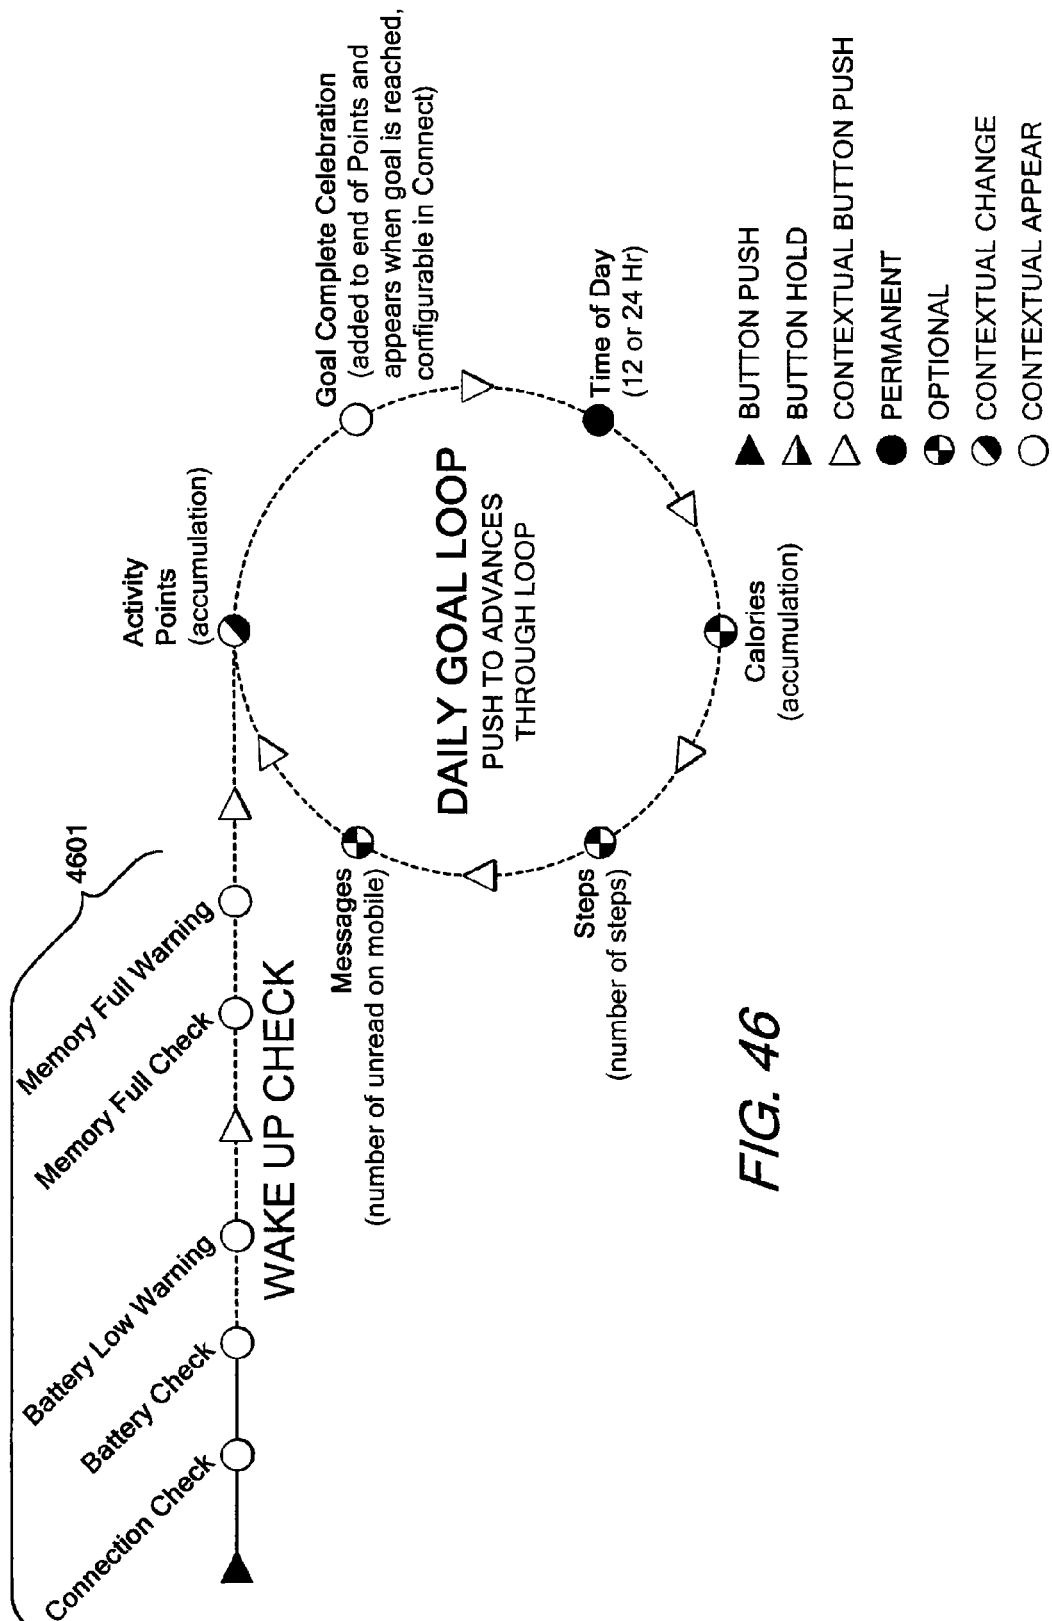 4601
Connection Check
Battery Check
Battery Low Warning
Memory Full Check
Memory Full Warning
WAKE UP CHECK
Activity
Points
(accumulation)
Goal Complete Celebration
(added to end of Points and
appears when goal is reached,
configurable in Connect)
Time of Day
(12 or 24 Hr)
Calories
(accumulation)
Steps
(number of steps)
Messages
(number of unread on mobile)
DAILY GOAL LOOP
PUSH TO ADVANCES
THROUGH LOOP
BUTTON PUSH
BUTTON HOLD
CONTEXTUAL BUTTON PUSH
PERMANENT
OPTIONAL
CONTEXTUAL CHANGE
CONTEXTUAL APPEAR
FIG. 46